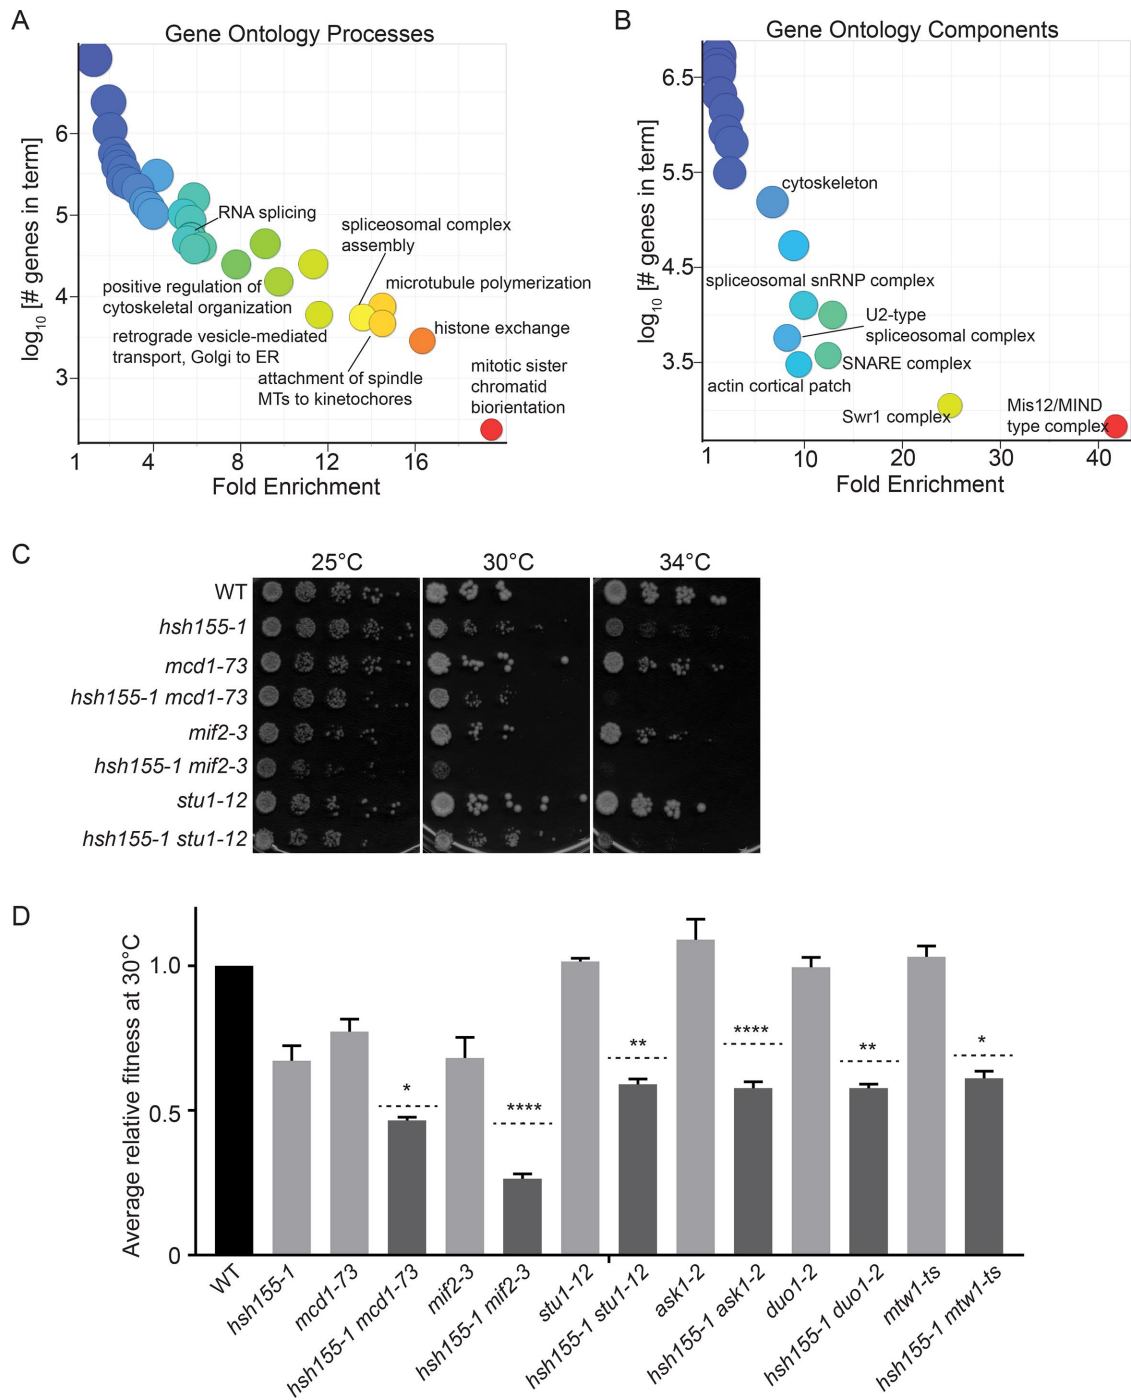 A
Gene Ontology Processes
log10 [# genes in term]
6
5
4
3
RNA splicing
spliceosomal complex
assembly
positive regulation of
cytoskeletal organization
microtubule polymerization
retrograde vesicle-mediated
transport, Golgi to ER
histone exchange
attachment of spindle
MTs to kinetochores
mitotic sister
chromatid
biorientation
1 4 8 12 16
Fold Enrichment
B
Gene Ontology Components
log10 [# genes in term]
6.5
5.5
4.5
3.5
cytoskeleton
spliceosomal snRNP complex
U2-type
spliceosomal complex
SNARE complex
actin cortical patch
Swr1 complex
Mis12/MIND
type complex
1 10 20 30 40
Fold Enrichment
C
25°C 30°C 34°C
WT
hsh155-1
mcd1-73
hsh155-1 mcd1-73
mif2-3
hsh155-1 mif2-3
stu1-12
hsh155-1 stu1-12
D
Average relative fitness at 30°C
1.0
0.5
0
*
****
**
****
**
*
WT
hsh155-1
mcd1-73
hsh155-1 mcd1-73
mif2-3
hsh155-1 mif2-3
stu1-12
hsh155-1 stu1-12
ask1-2
hsh155-1 ask1-2
duo1-2
hsh155-1 duo1-2
mtw1-ts
hsh155-1 mtw1-ts